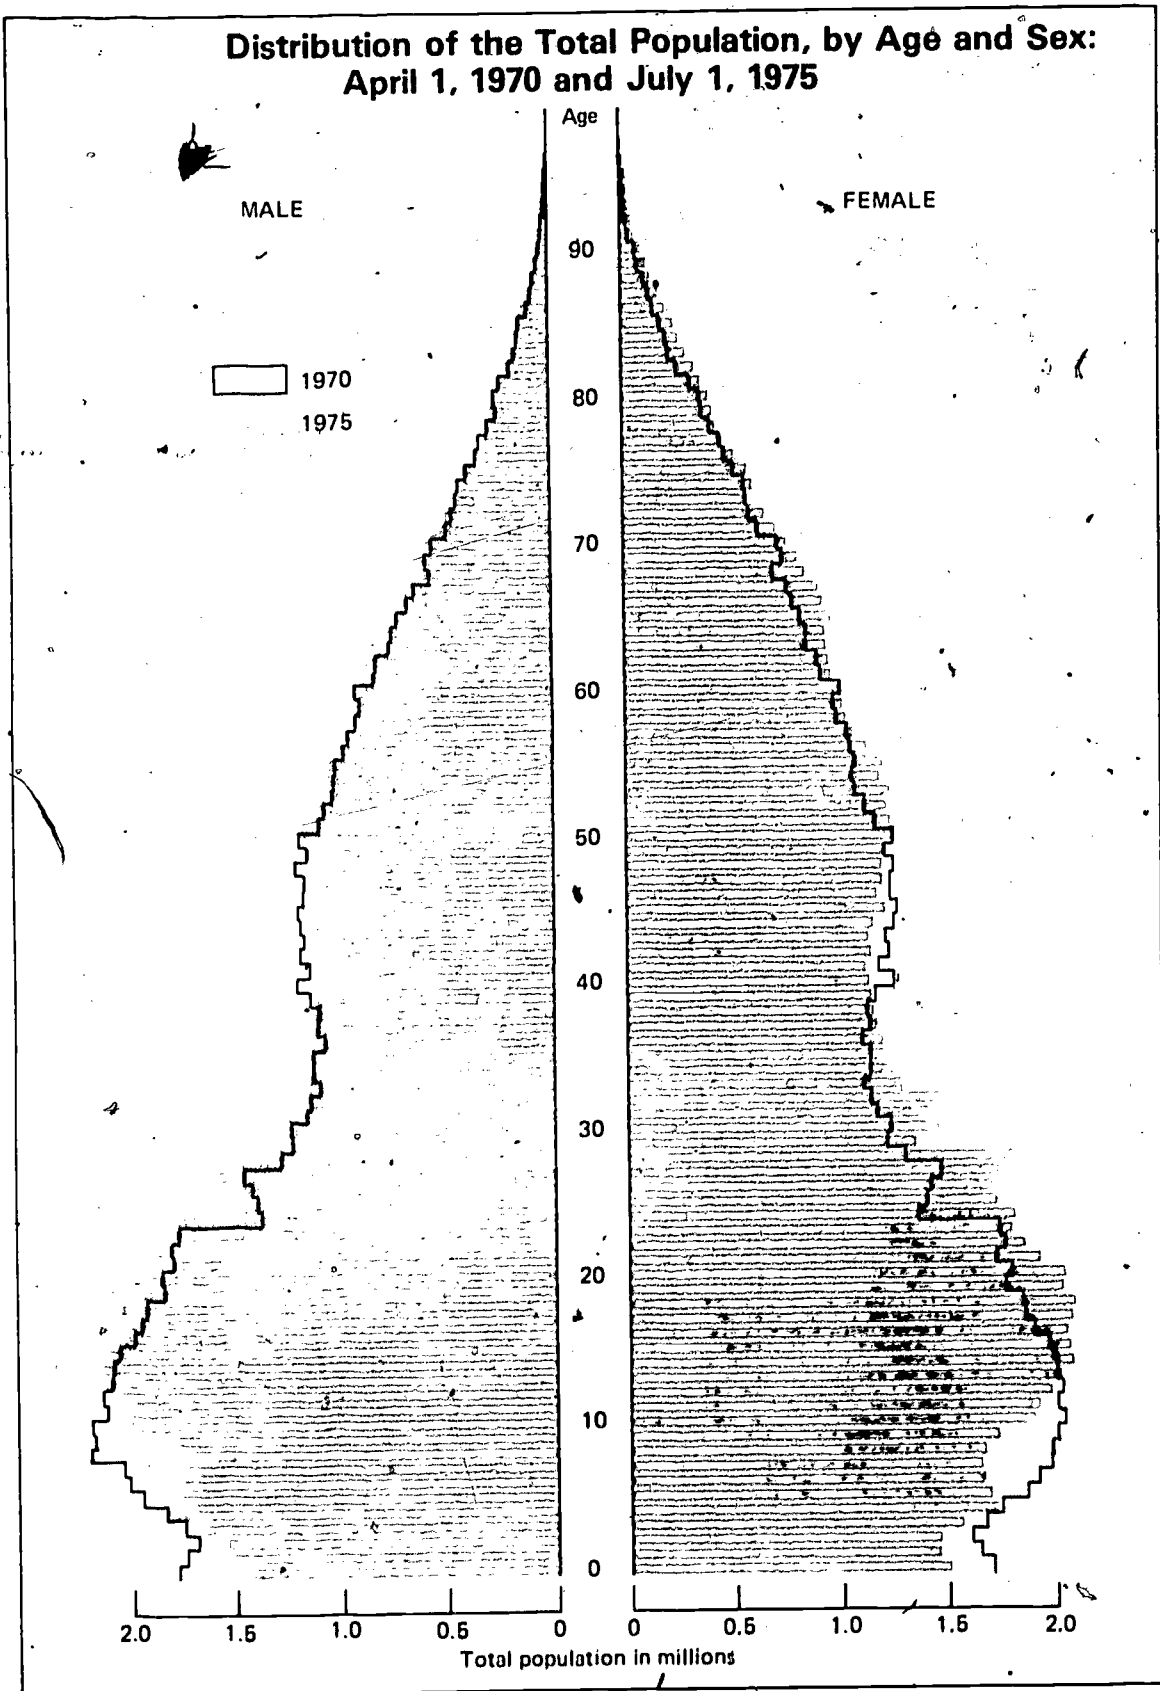 Distribution of the Total Population, by Age and Sex:
April 1, 1970 and July 1, 1975
Age
MALE
FEMALE
90
1970
80
1975
70
60
50
40
30
20
10
0
2.0 1.5 1.0 0.5 0 0 0.5 1.0 1.5 2.0
Total population in millions